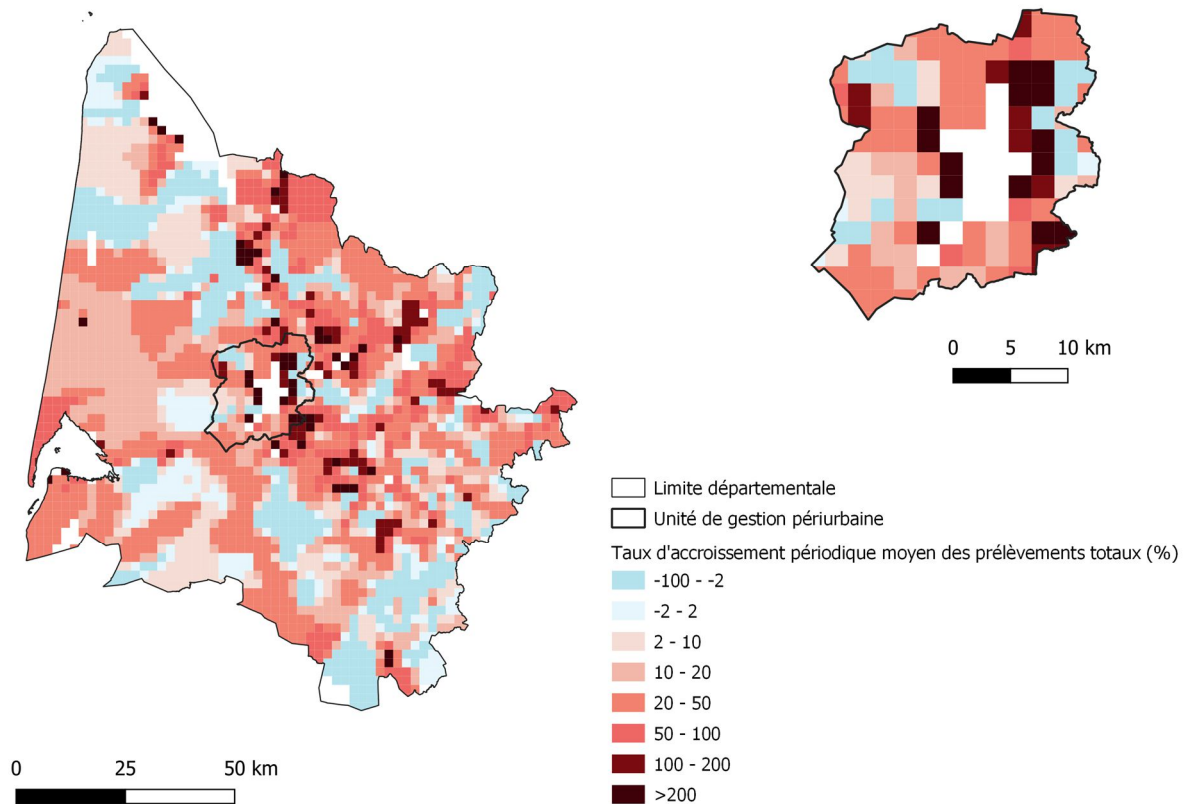 0 5 10 km
Limite départementale
Unité de gestion périurbaine
Taux d'accroissement périodique moyen des prélèvements totaux (%)
-100 - -2
-2 - 2
2 - 10
10 - 20
20 - 50
50 - 100
100 - 200
>200
0 25 50 km